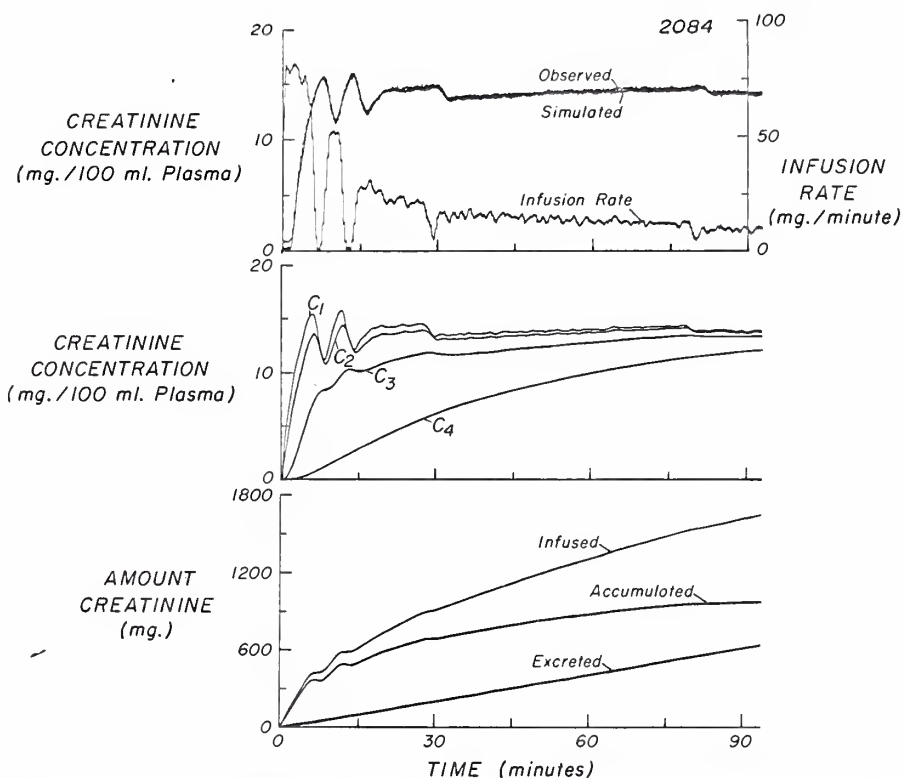 2084
20
10
0
CREATININE
CONCENTRATION
(mg./100 ml. Plasma)
Observed
Simulated
Infusion Rate
100
50
0
INFUSION
RATE
(mg./minute)
20
10
0
CREATININE
CONCENTRATION
(mg./100 ml. Plasma)
C1
C2
C3
C4
1800
1200
600
0
AMOUNT
CREATININE
(mg.)
Infused
Accumulated
Excreted
0 30 60 90
TIME (minutes)